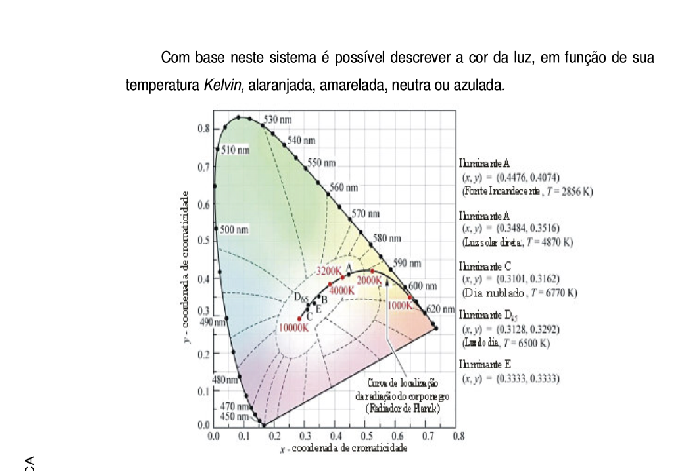 Com base neste sistema é possível descrever a cor da luz, em função de sua
temperatura Kelvin, alaranjada, amarelada, neutra ou azulada.
0.8
0.7
0.6
0.5
0.4
0.3
0.2
0.1
0.0
y - coordenada de cromaticidade
530 nm
540 nm
550 nm
560 nm
570 nm
580 nm
590 nm
600 nm
620 nm
510 nm
500 nm
490 nm
480 nm
470 nm
450 nm
3200K
A
2000K
4000K
1000K
D65
B
E
C
10000K
Curva de localização
da radiação do corpo negro
(Radiador de Planck)
0.0 0.1 0.2 0.3 0.4 0.5 0.6 0.7 0.8
x - coordenada de cromaticidade
Iluminante A
(x, y) = (0.4476, 0.4074)
(Fonte Incandecente, T = 2856 K)
Iluminante A
(x, y) = (0.3484, 0.3516)
(Luz solar direta, T = 4870 K)
Iluminante C
(x, y) = (0.3101, 0.3162)
(Dia nublado, T = 6770 K)
Iluminante D65
(x, y) = (0.3128, 0.3292)
(Luz do dia, T = 6500 K)
Iluminante E
(x, y) = (0.3333, 0.3333)
CA